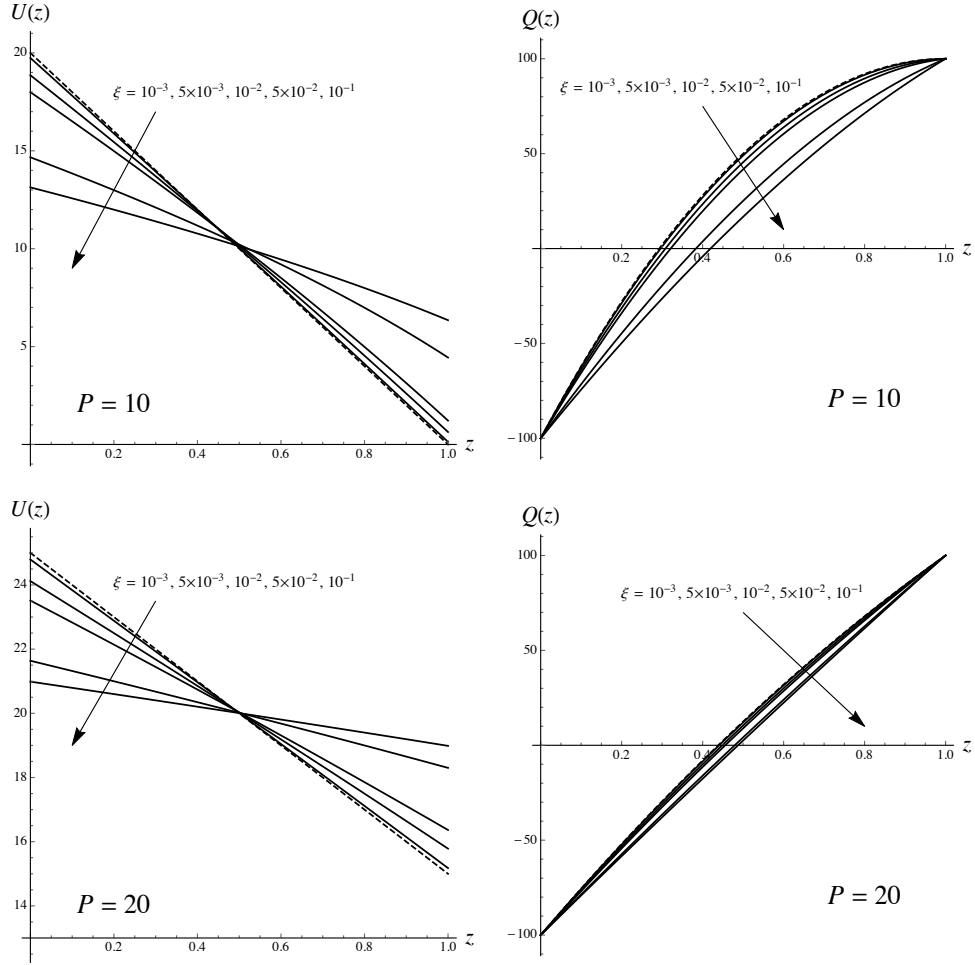 U(z)
20
ξ = 10⁻³, 5×10⁻³, 10⁻², 5×10⁻², 10⁻¹
15
10
5
P = 10
0.2 0.4 0.6 0.8 1.0 z
Q(z)
100
ξ = 10⁻³, 5×10⁻³, 10⁻², 5×10⁻², 10⁻¹
50
0.2 0.4 0.6 0.8 1.0 z
−50
P = 10
−100
U(z)
24
ξ = 10⁻³, 5×10⁻³, 10⁻², 5×10⁻², 10⁻¹
22
20
18
16
P = 20
14
0.2 0.4 0.6 0.8 1.0 z
Q(z)
100
ξ = 10⁻³, 5×10⁻³, 10⁻², 5×10⁻², 10⁻¹
50
0.2 0.4 0.6 0.8 1.0 z
−50
P = 20
−100